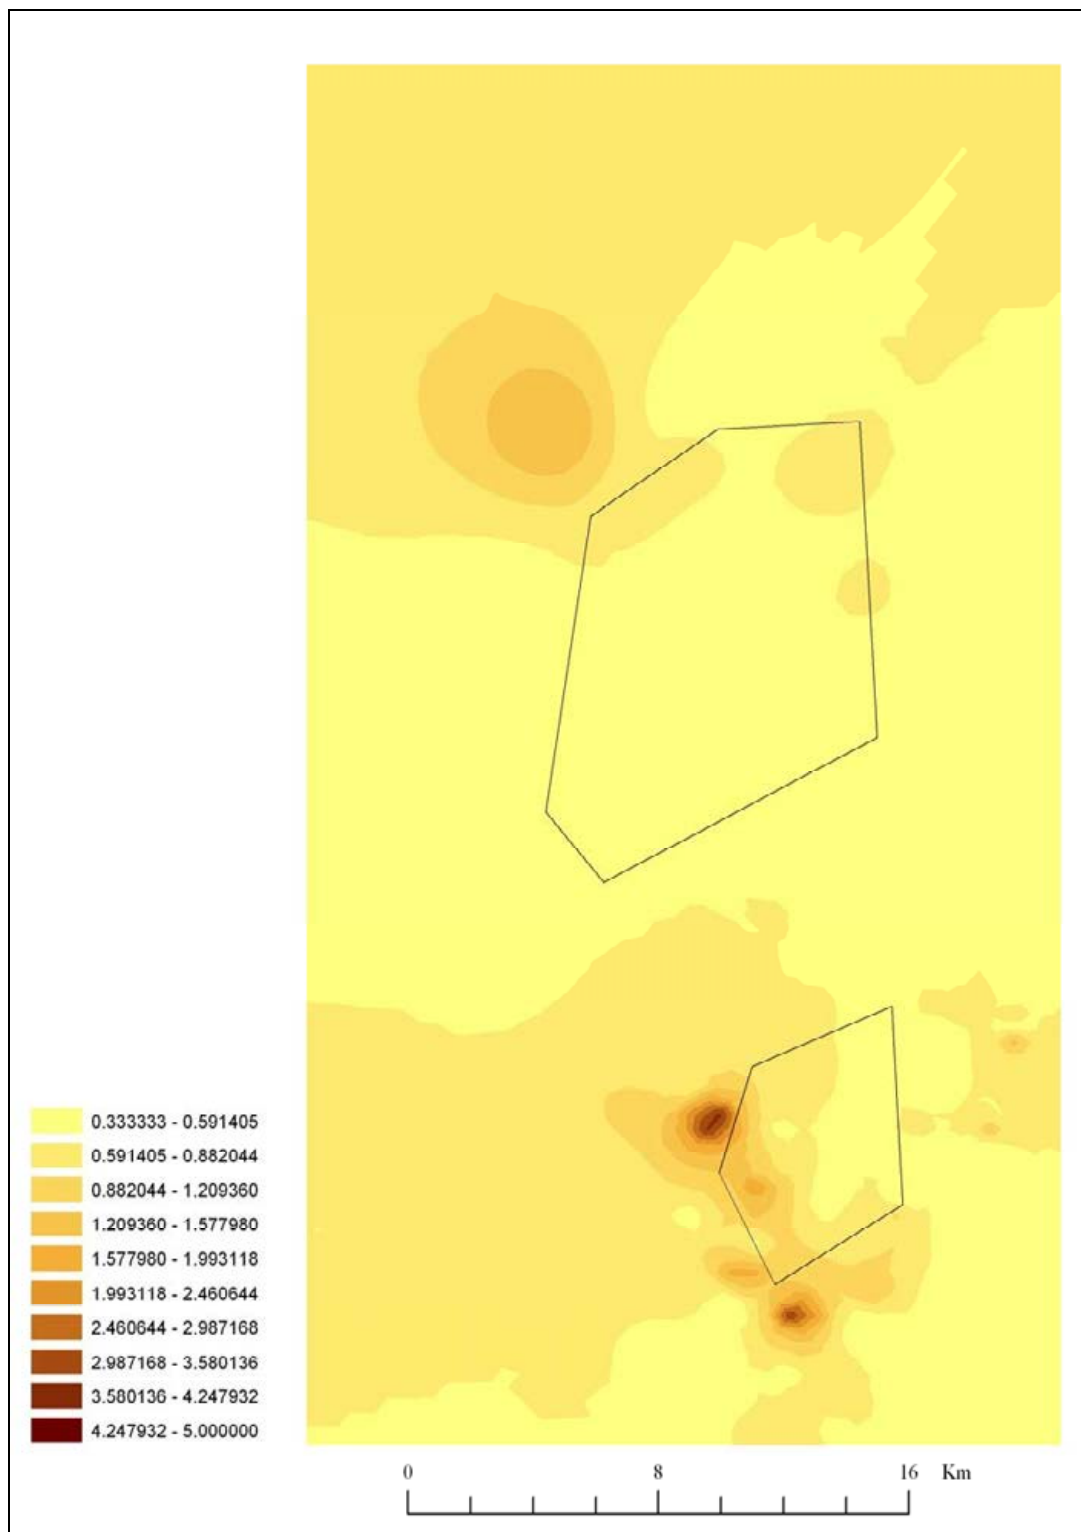 0.333333 - 0.591405
0.591405 - 0.882044
0.882044 - 1.209360
1.209360 - 1.577980
1.577980 - 1.993118
1.993118 - 2.460644
2.460644 - 2.987168
2.987168 - 3.580136
3.580136 - 4.247932
4.247932 - 5.000000
0 8 16 Km